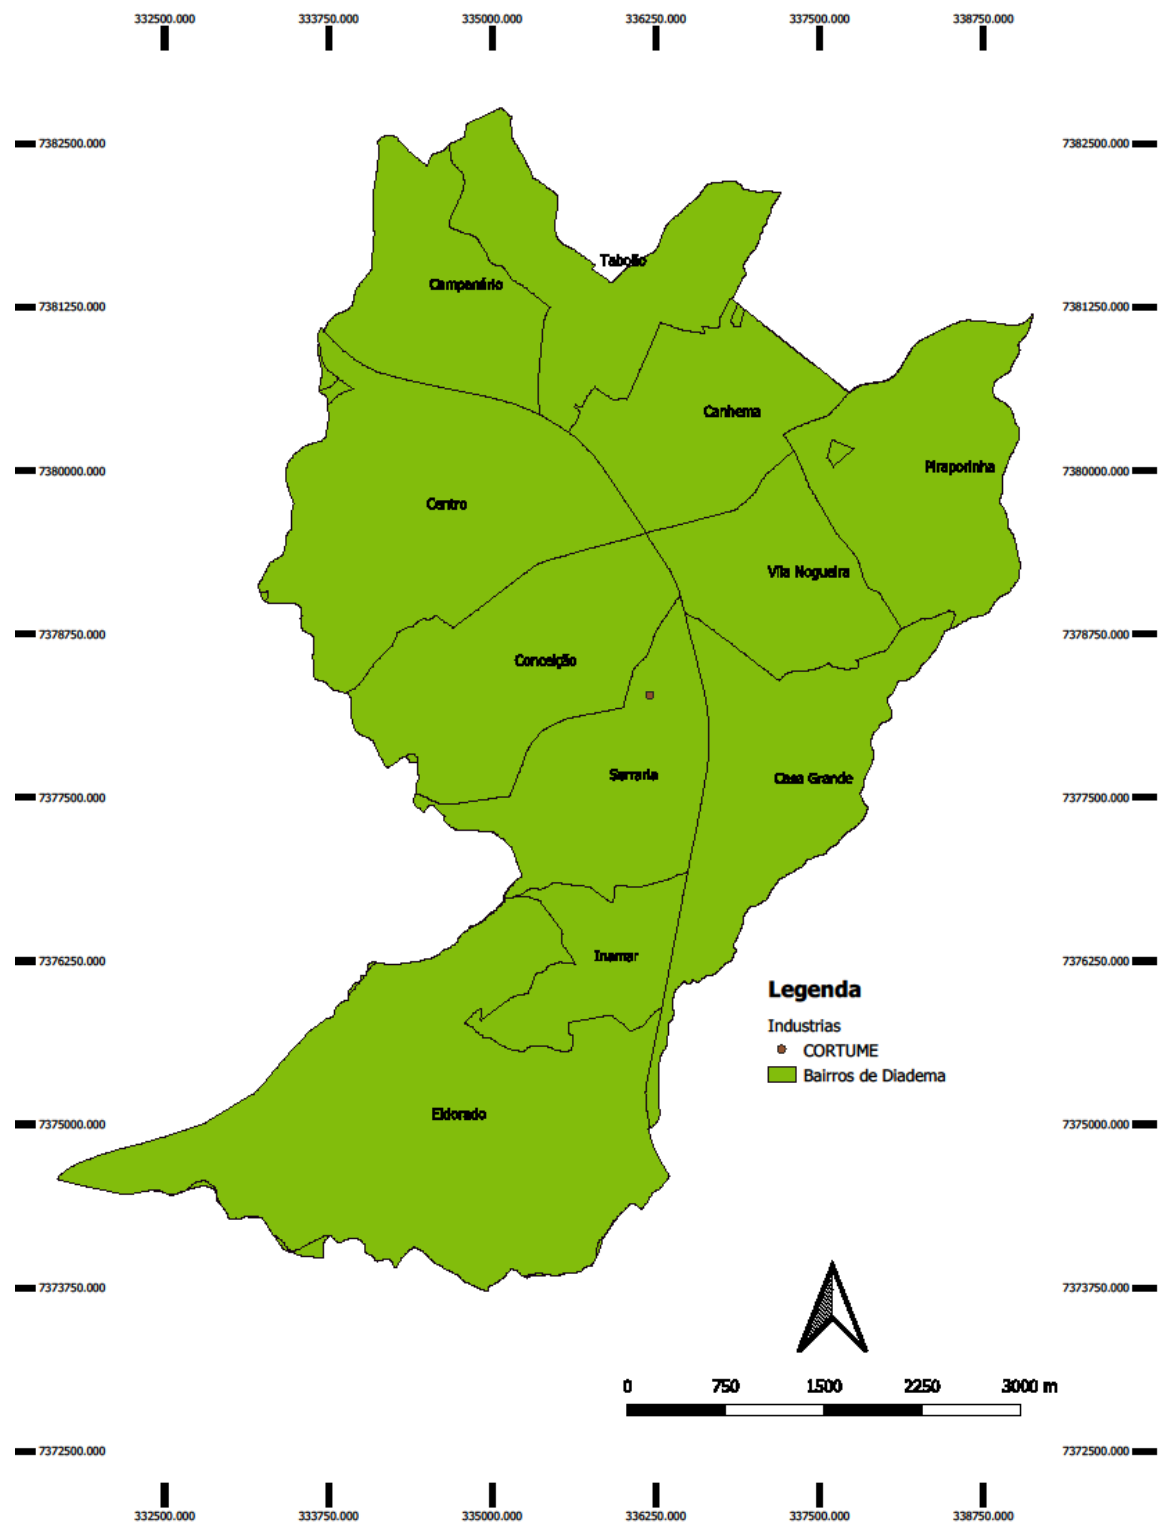 332500.000 333750.000 335000.000 336250.000 337500.000 338750.000
7382500.000 7382500.000
Taboão
Campanário
7381250.000 7381250.000
Canhema
Piraporinha
7380000.000 7380000.000
Centro
Vila Nogueira
7378750.000 7378750.000
Conceição
Serraria
Casa Grande
7377500.000 7377500.000
Inamar
7376250.000 7376250.000
Legenda
Industrias
CORTUME
Bairros de Diadema
Eldorado
7375000.000 7375000.000
7373750.000 7373750.000
0 750 1500 2250 3000 m
7372500.000 7372500.000
332500.000 333750.000 335000.000 336250.000 337500.000 338750.000